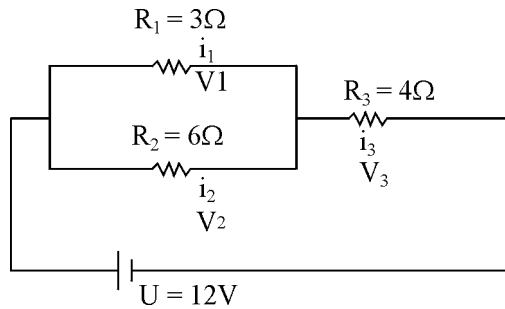 R₁ = 3Ω
i₁
V1
R₃ = 4Ω
R₂ = 6Ω
i₃
V₃
i₂
V2
U = 12V